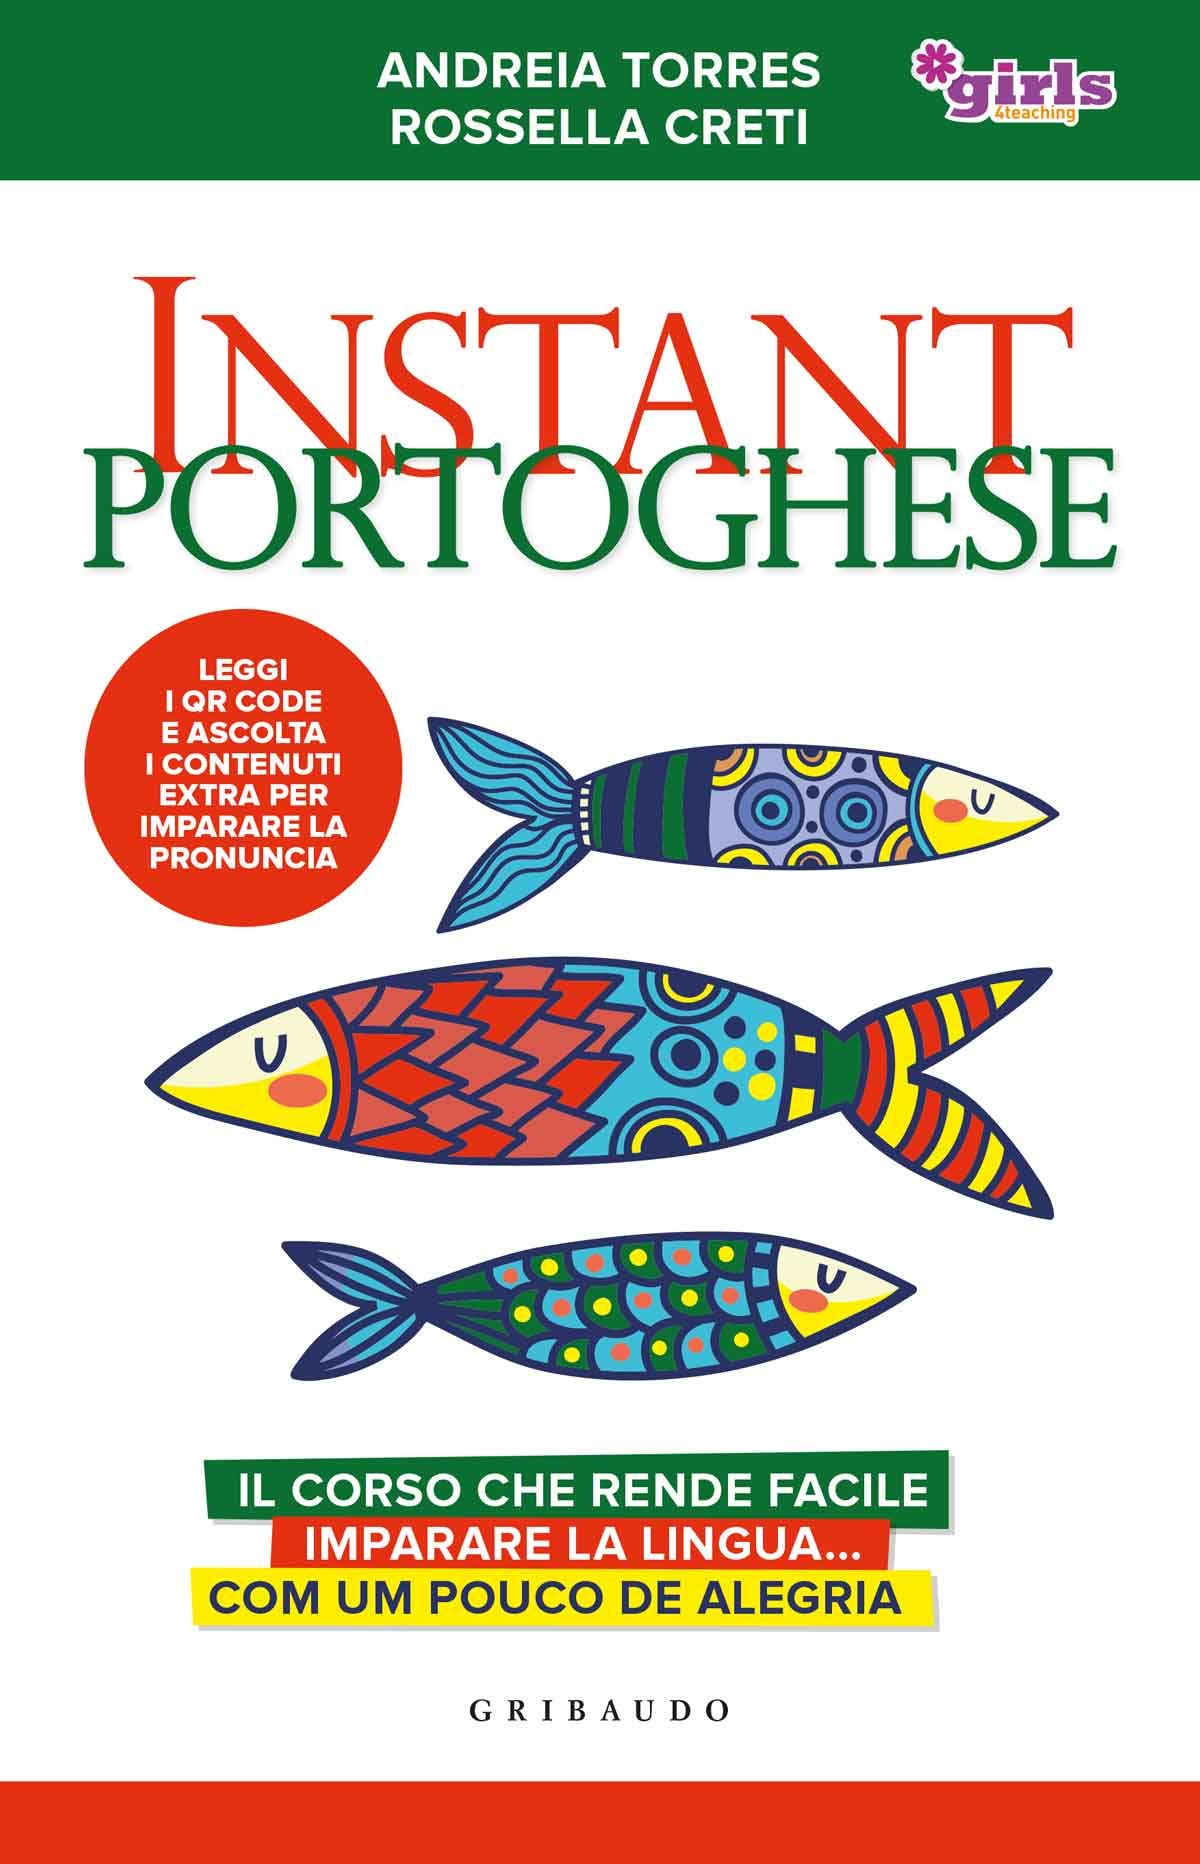 ANDREIA TORRES
ROSSELLA CRETI
girls
4teaching
INSTANT
PORTOGHESE
LEGGI
I QR CODE
E ASCOLTA
I CONTENUTI
EXTRA PER
IMPARARE LA
PRONUNCIA
IL CORSO CHE RENDE FACILE
IMPARARE LA LINGUA...
COM UM POUCO DE ALEGRIA
GRIBAUDO